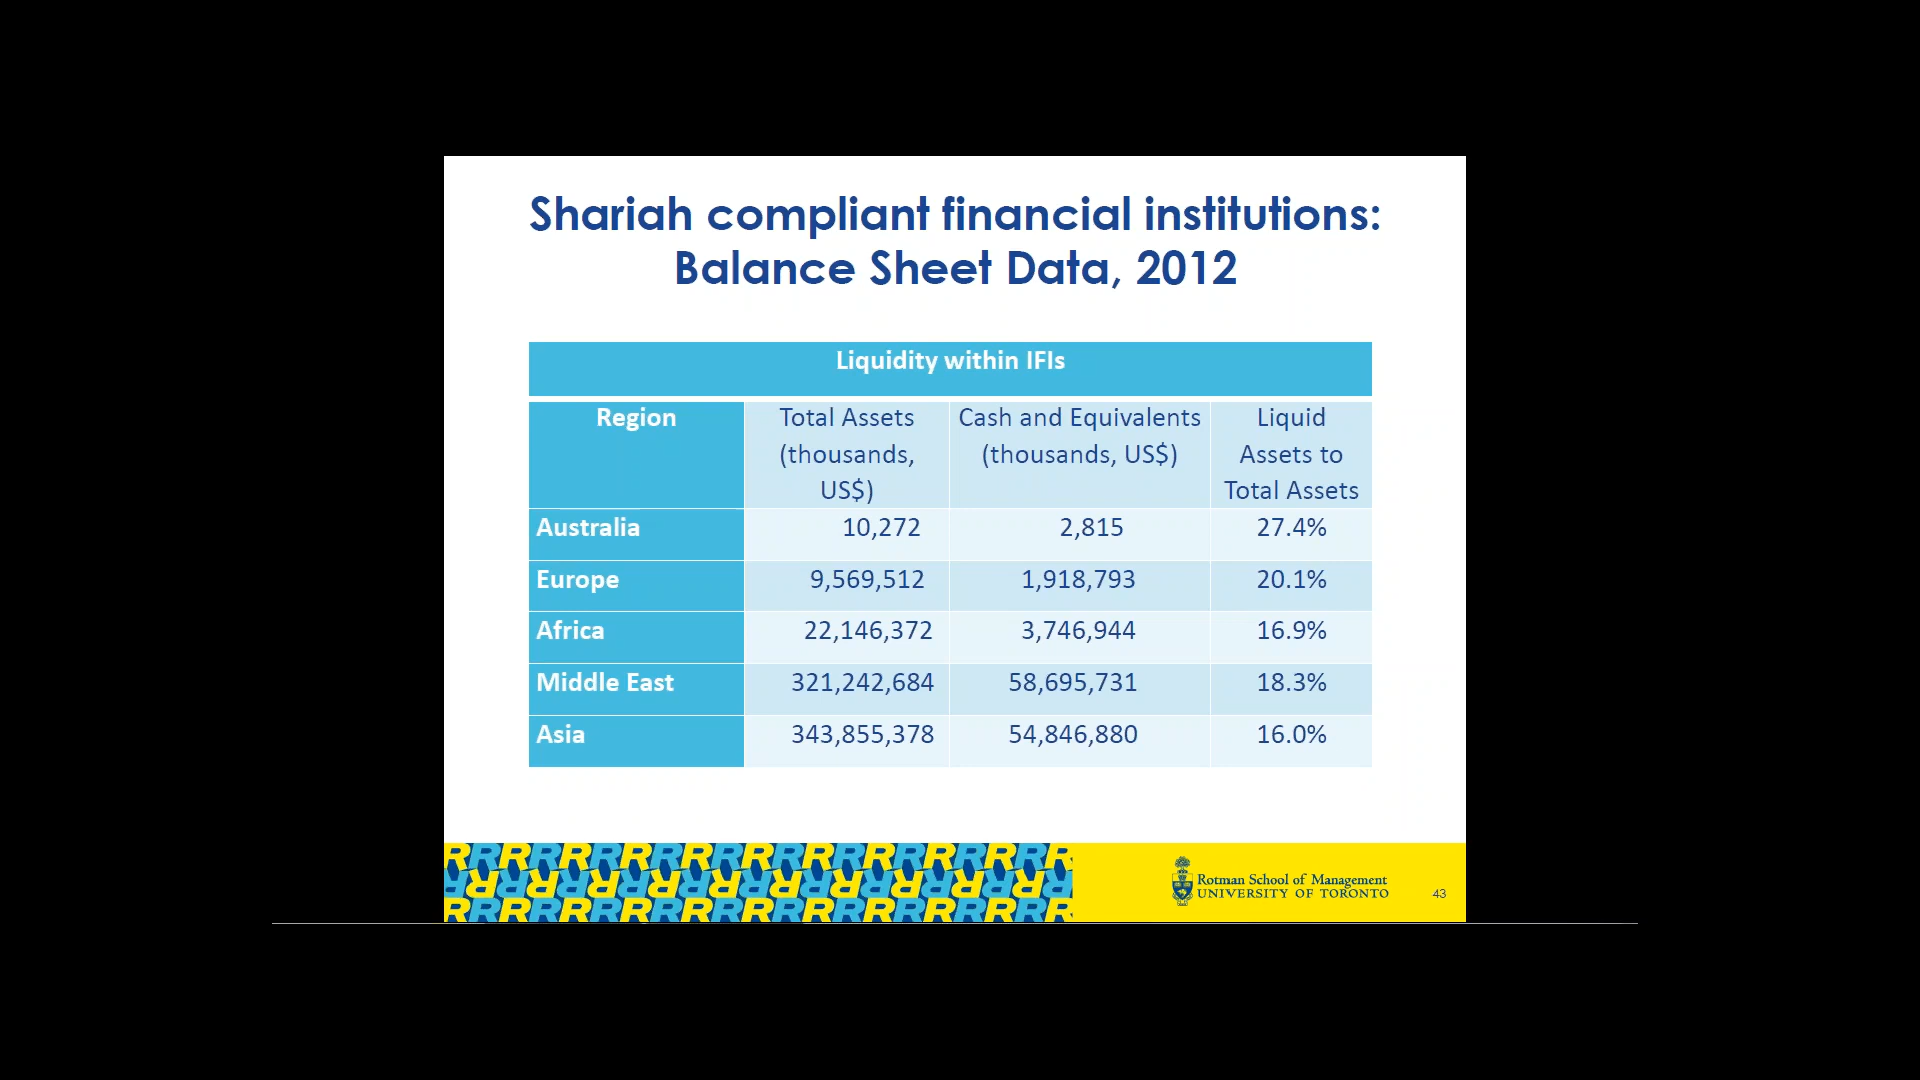 Shariah compliant financial institutions:
Balance Sheet Data, 2012
Liquidity within IFIs
Region Total Assets (thousands, US$) Cash and Equivalents (thousands, US$) Liquid Assets to Total Assets
Australia 10,272 2,815 27.4%
Europe 9,569,512 1,918,793 20.1%
Africa 22,146,372 3,746,944 16.9%
Middle East 321,242,684 58,695,731 18.3%
Asia 343,855,378 54,846,880 16.0%
Rotman School of Management
UNIVERSITY OF TORONTO
43